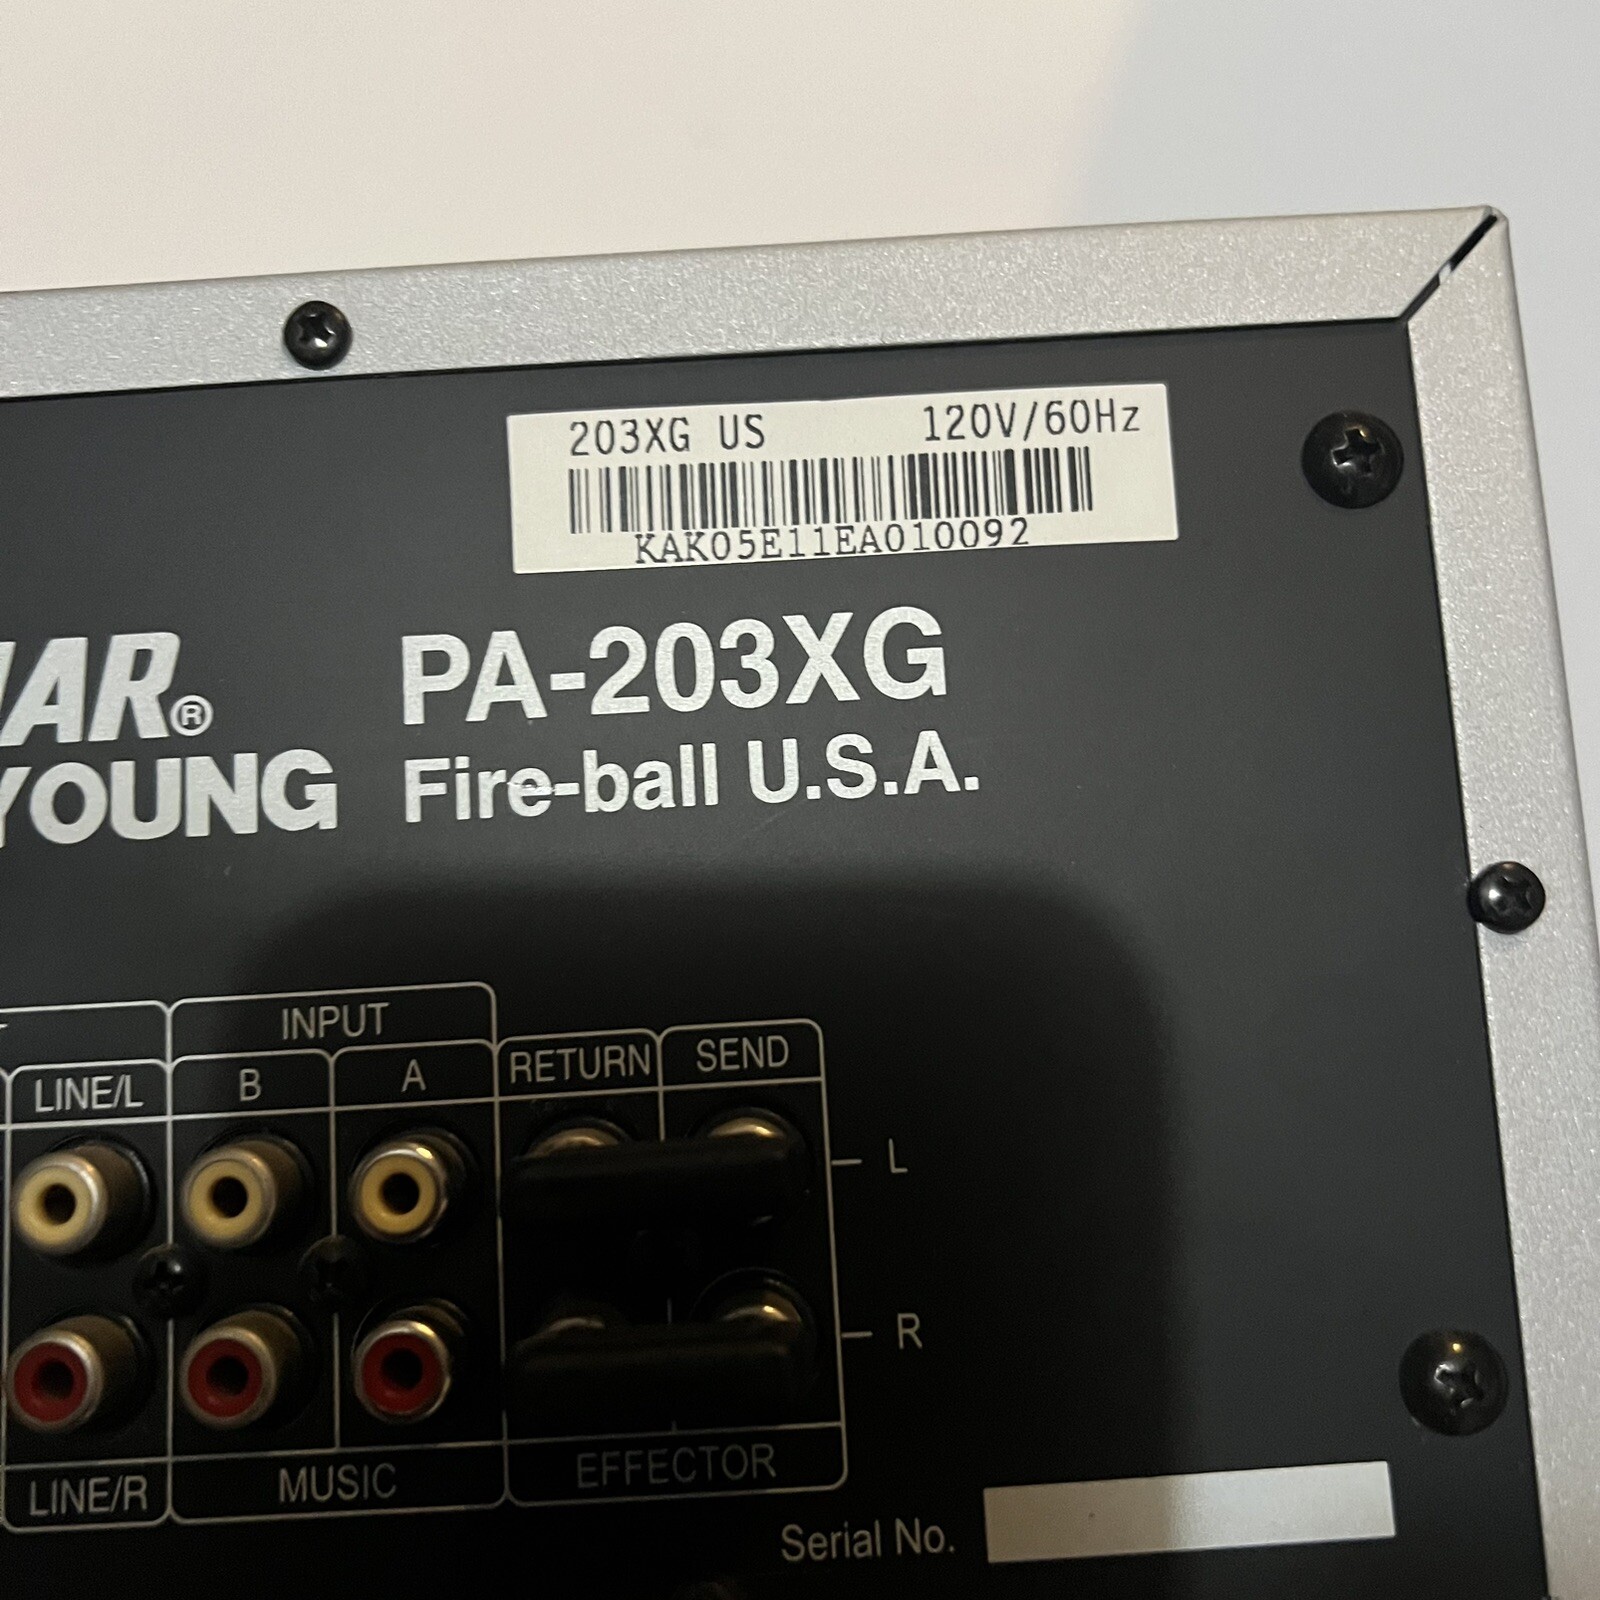 203XG US 120V/60Hz
KAK05E11EA010092
PA-203XG
YOUNG Fire-ball U.S.A.
INPUT
LINE/L B A RETURN SEND
L
R
LINE/R MUSIC EFFECTOR
Serial No.